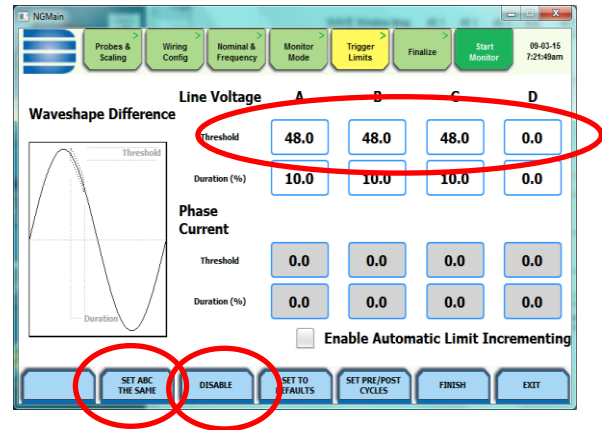 NGMain
Probes & Scaling > Wiring Config > Nominal & Frequency > Monitor Mode > Trigger Limits > Finalize > Start Monitor 09-03-15 7:21:49am
Line Voltage A B C D
Waveshape Difference
Threshold 48.0 48.0 48.0 0.0
Threshold
Duration (%) 10.0 10.0 10.0 0.0
Phase Current
Threshold 0.0 0.0 0.0 0.0
Duration (%) 0.0 0.0 0.0 0.0
Duration
Enable Automatic Limit Incrementing
SET ABC THE SAME DISABLE SET TO DEFAULTS SET PRE/POST CYCLES FINISH EXIT